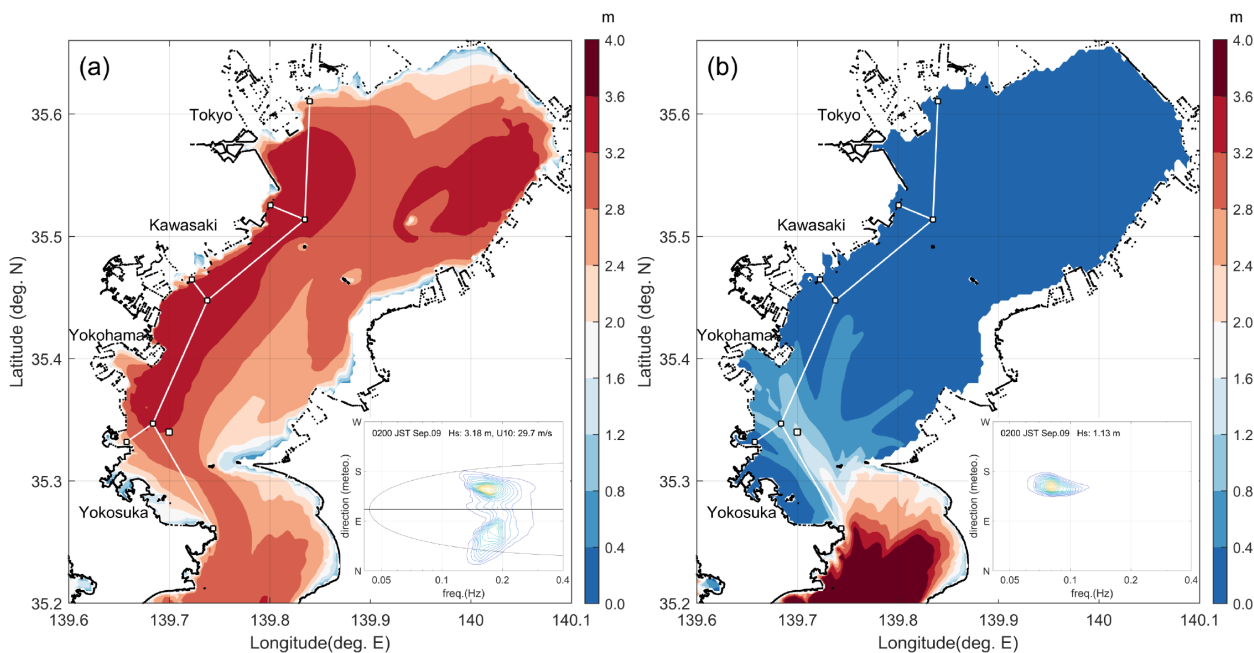 m
m
(a)
(b)
4.0
3.6
3.2
2.8
2.4
2.0
1.6
1.2
0.8
0.4
0.0
4.0
3.6
3.2
2.8
2.4
2.0
1.6
1.2
0.8
0.4
0.0
Latitude (deg. N)
35.6
35.5
35.4
35.3
35.2
Tokyo
Kawasaki
Yokohama
Yokosuka
0200 JST Sep.09 Hs: 3.18 m, U10: 29.7 m/s
direction (meteo.)
W
S
E
N
0.05
0.1
0.2
0.4
freq.(Hz)
139.6
139.7
139.8
139.9
140
140.1
Longitude(deg. E)
Latitude (deg. N)
35.6
35.5
35.4
35.3
35.2
Tokyo
Kawasaki
Yokohama
Yokosuka
0200 JST Sep.09 Hs: 1.13 m
direction (meteo.)
W
S
E
N
0.05
0.1
0.2
0.4
freq.(Hz)
139.6
139.7
139.8
139.9
140
140.1
Longitude(deg. E)